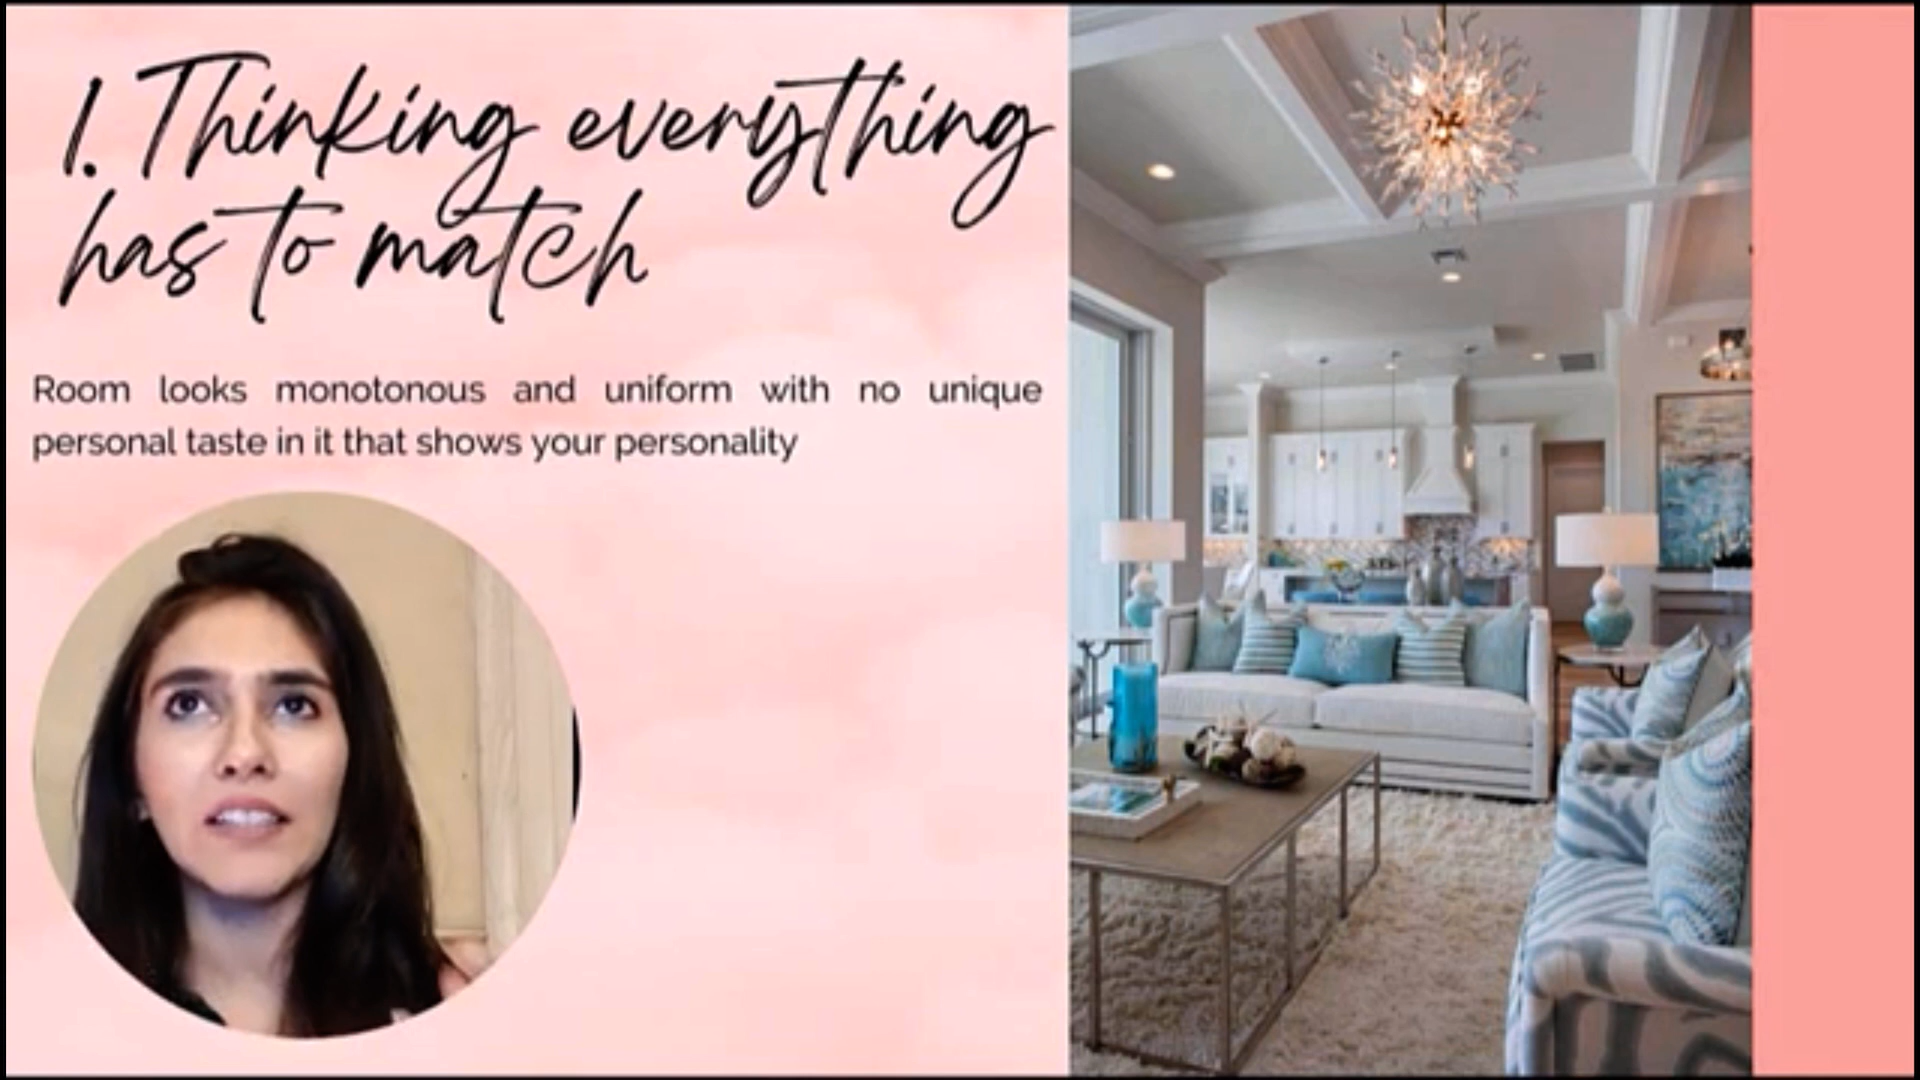 1. Thinking everything
has to match
Room looks monotonous and uniform with no unique
personal taste in it that shows your personality